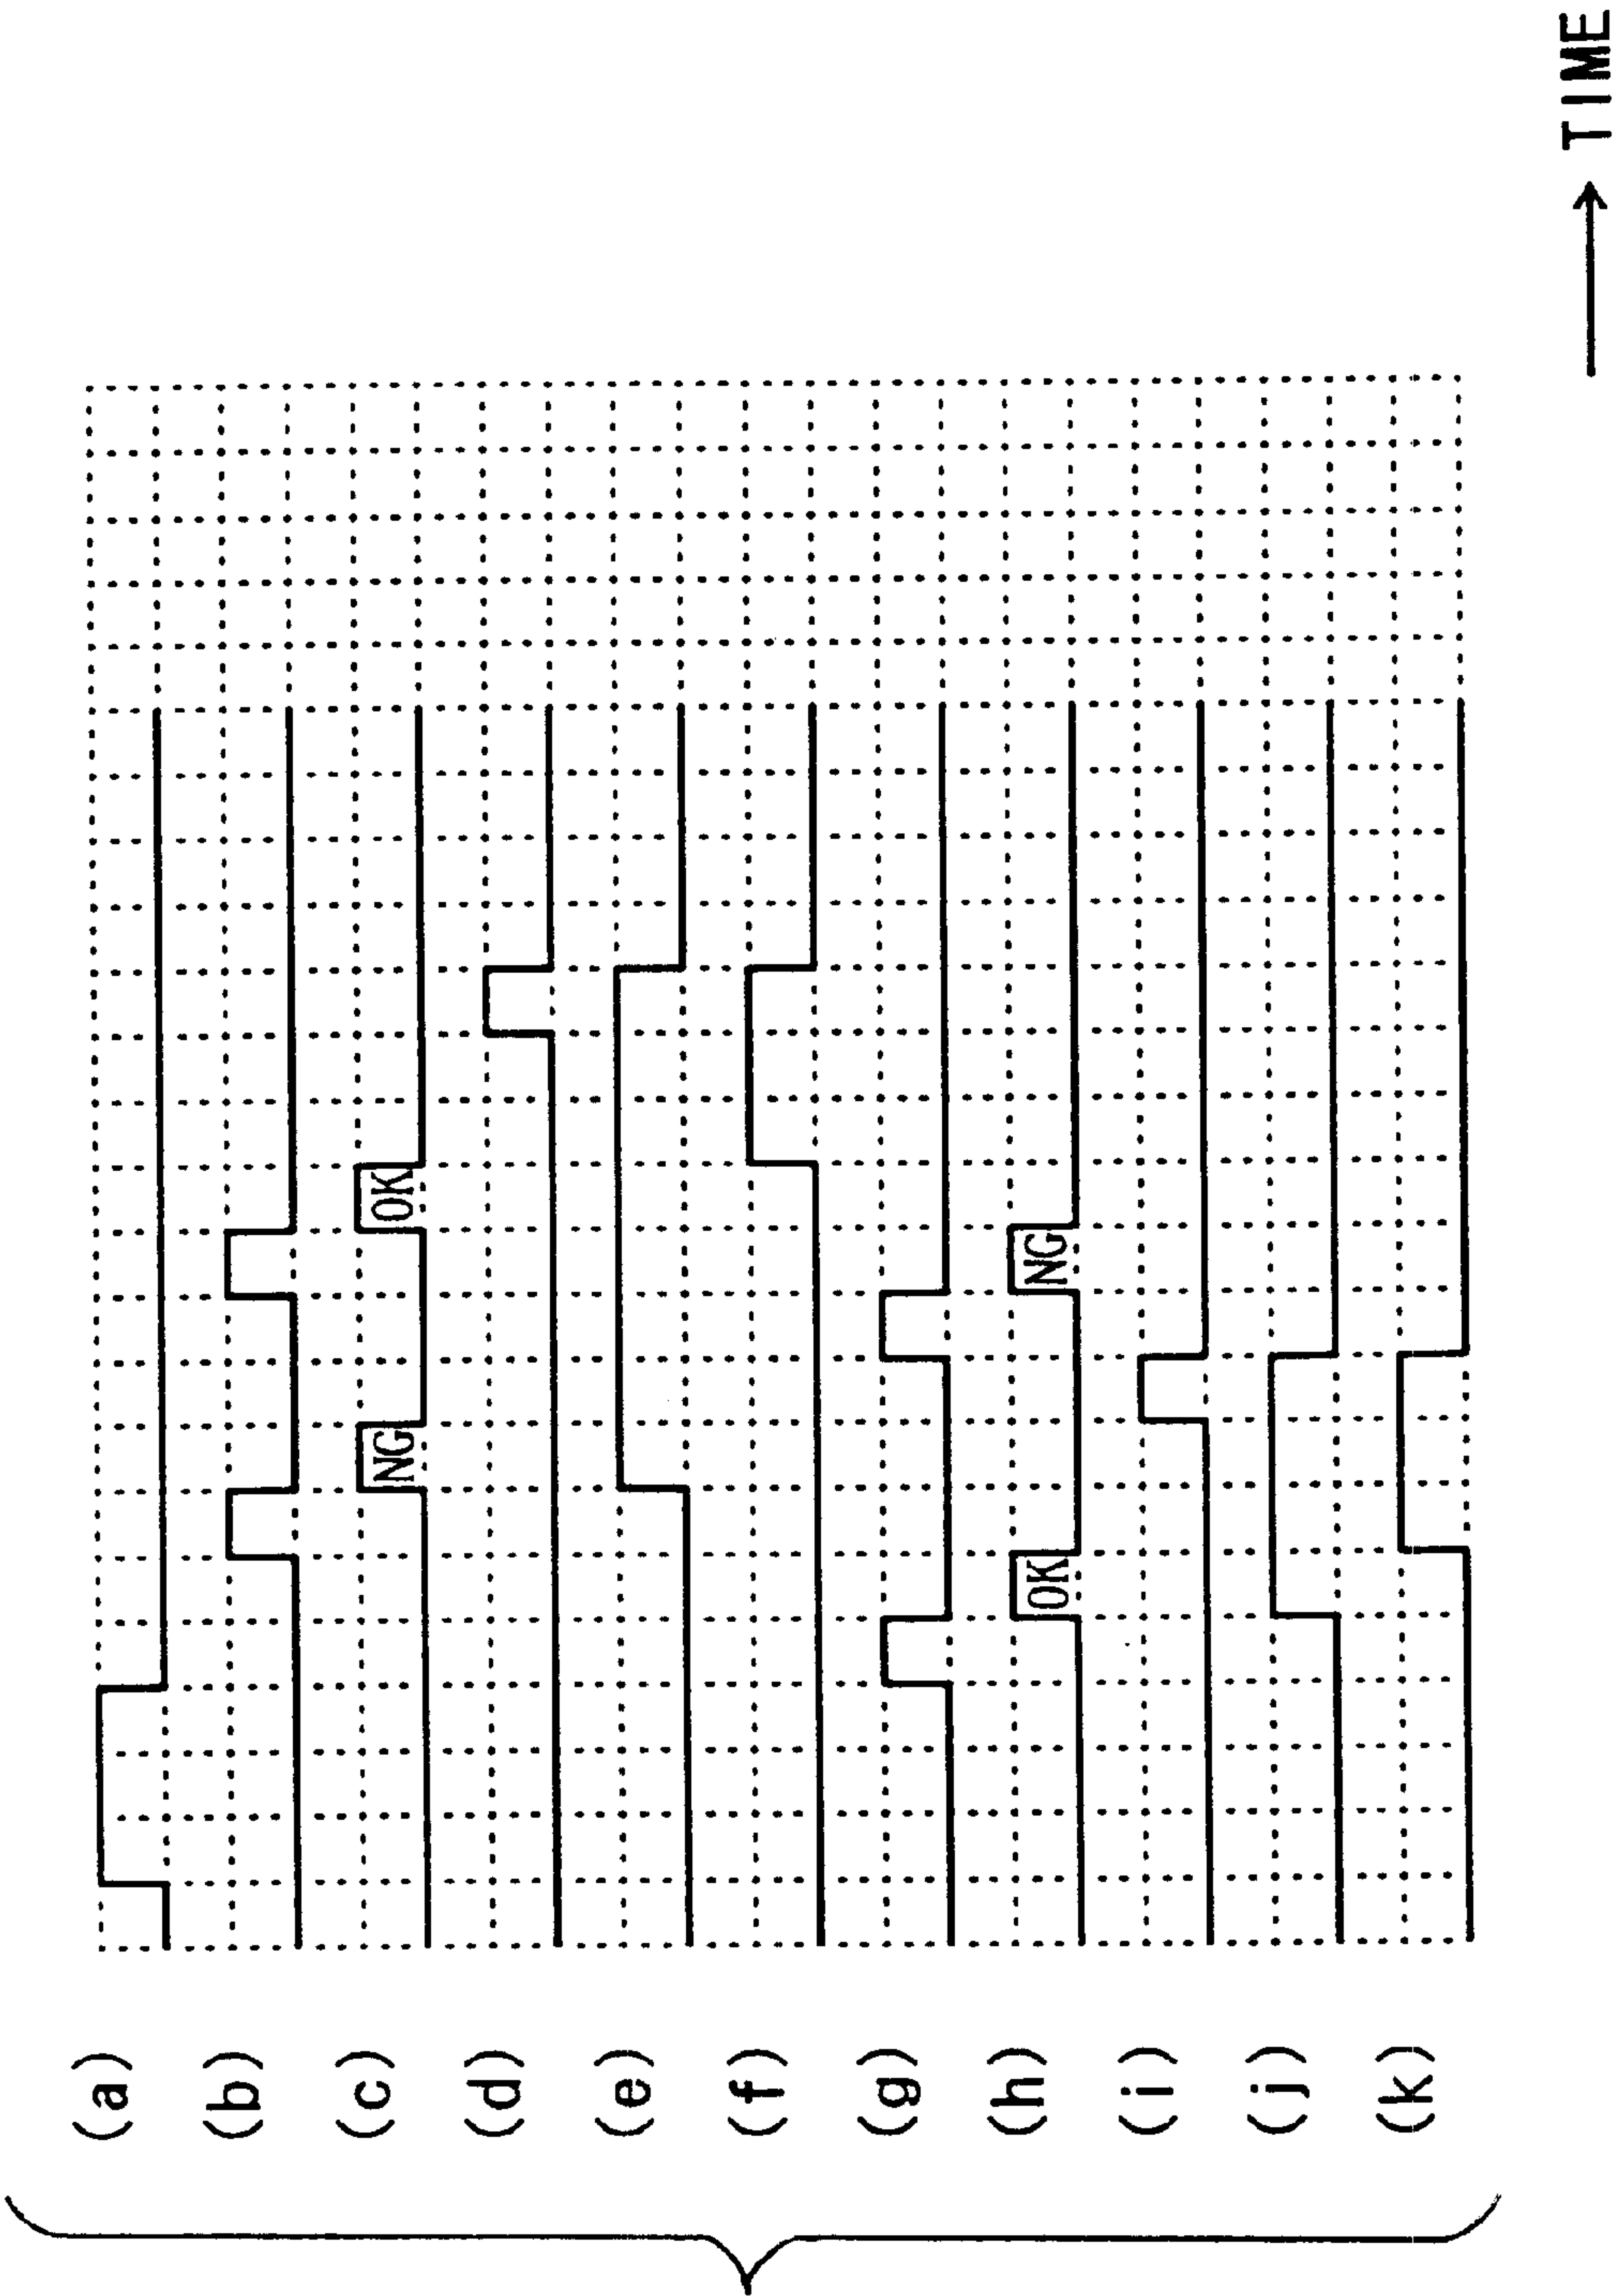 (a)
(b)
(c) NG OK
(d)
(e)
(f)
(g)
(h) OK NG
(i)
(j)
(k)
TIME